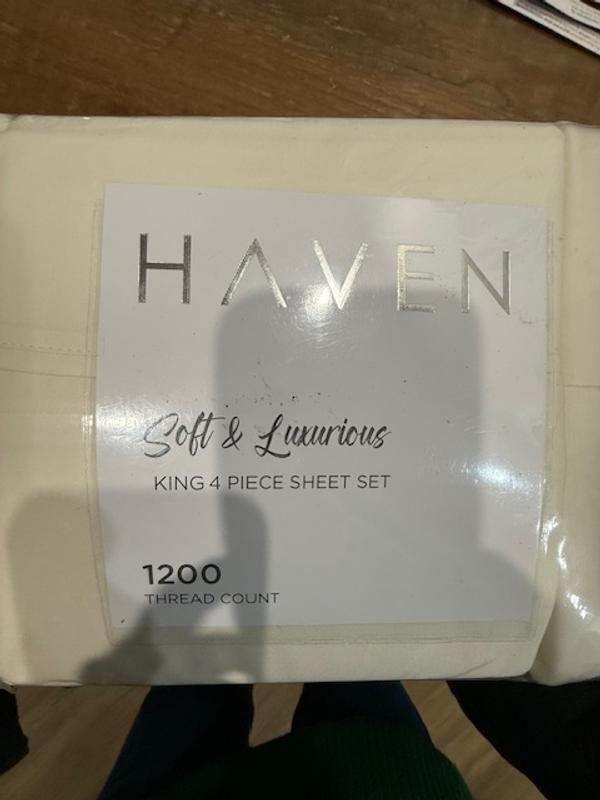 HAVEN
Soft & Luxurious
KING 4 PIECE SHEET SET
1200
THREAD COUNT